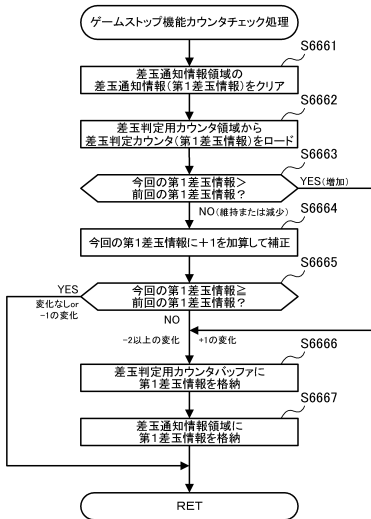 ゲームストップ機能カウンタチェック処理
S6661
差玉通知情報領域の
差玉通知情報(第1差玉情報)をクリア
S6662
差玉判定用カウンタ領域から
差玉判定カウンタ(第1差玉情報)をロード
S6663
今回の第1差玉情報>
前回の第1差玉情報?
YES(増加)
NO(維持または減少)
S6664
今回の第1差玉情報に+1を加算して補正
S6665
今回の第1差玉情報≧
前回の第1差玉情報?
YES
変化なしor
-1の変化
NO
-2以上の変化
+1の変化
S6666
差玉判定用カウンタバッファに
第1差玉情報を格納
S6667
差玉通知情報領域に
第1差玉情報を格納
RET